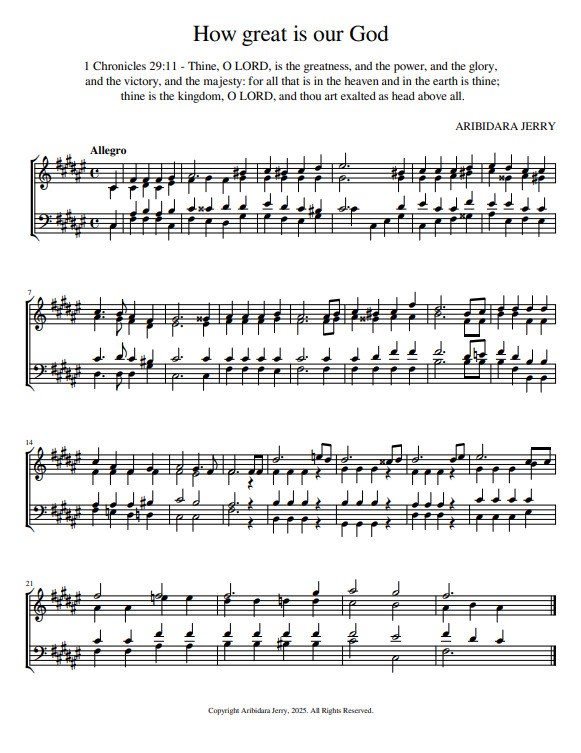 How great is our God
1 Chronicles 29:11 - Thine, O LORD, is the greatness, and the power, and the glory,
and the victory, and the majesty: for all that is in the heaven and in the earth is thine;
thine is the kingdom, O LORD, and thou art exalted as head above all.
ARIBIDARA JERRY
Allegro
7
14
21
Copyright Aribidara Jerry, 2025. All Rights Reserved.